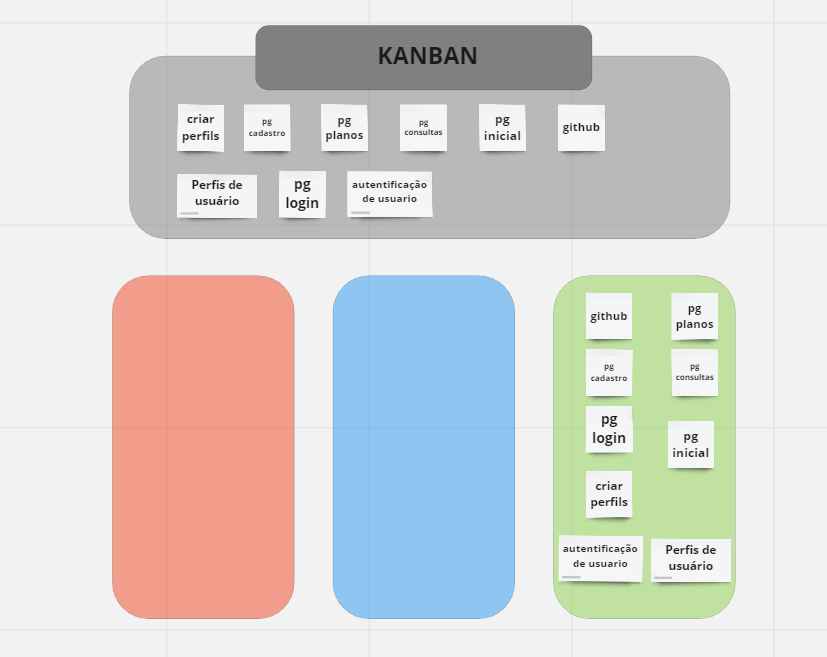 KANBAN
criar
perfils
pg
cadastro
pg
planos
pg
consultas
pg
inicial
github
Perfis de
usuário
pg
login
autentificação
de usuario
github
pg
planos
pg
cadastro
pg
consultas
pg
login
pg
inicial
criar
perfils
autentificação
de usuario
Perfis de
usuário